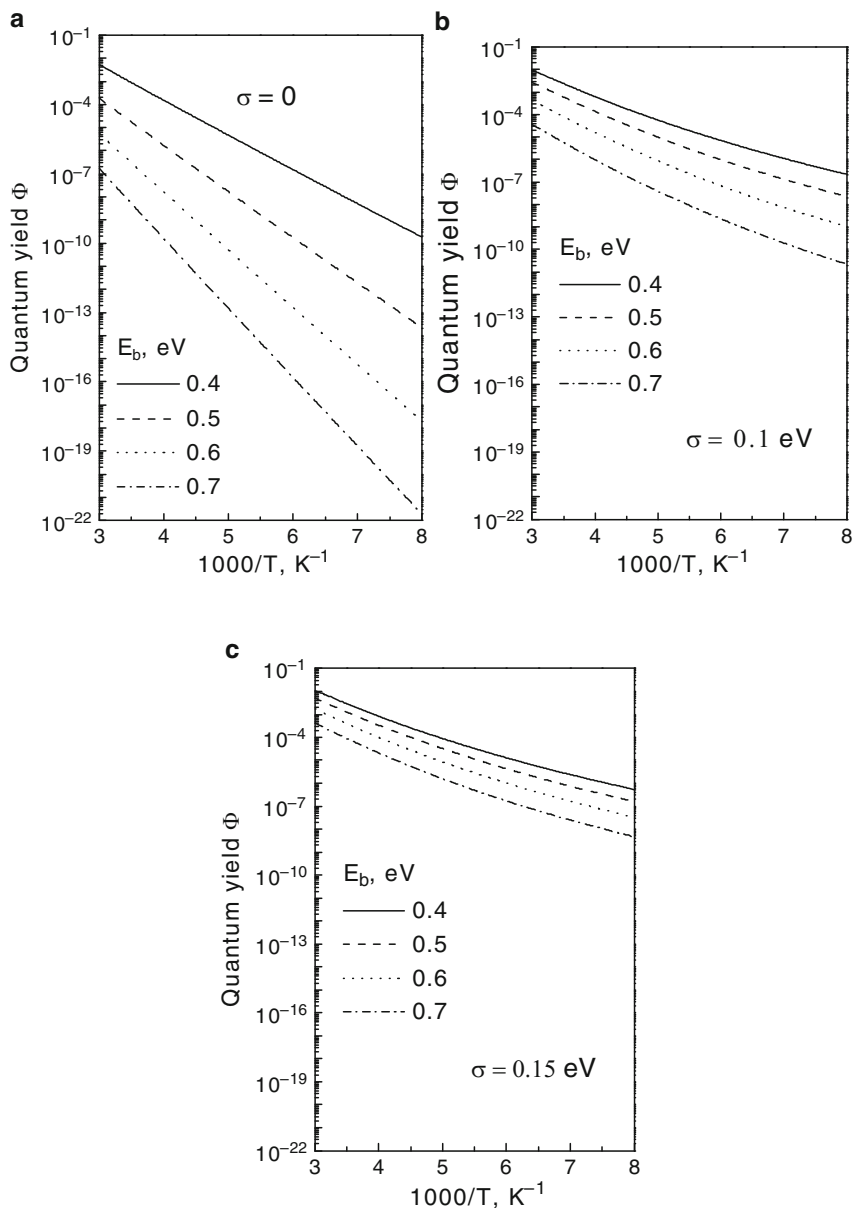 a
10⁻¹
10⁻⁴
10⁻⁷
10⁻¹⁰
10⁻¹³
10⁻¹⁶
10⁻¹⁹
10⁻²²
Quantum yield Φ
σ = 0
E_b, eV
0.4
0.5
0.6
0.7
3 4 5 6 7 8
1000/T, K⁻¹
b
10⁻¹
10⁻⁴
10⁻⁷
10⁻¹⁰
10⁻¹³
10⁻¹⁶
10⁻¹⁹
10⁻²²
Quantum yield Φ
E_b, eV
0.4
0.5
0.6
0.7
σ = 0.1 eV
3 4 5 6 7 8
1000/T, K⁻¹
c
10⁻¹
10⁻⁴
10⁻⁷
10⁻¹⁰
10⁻¹³
10⁻¹⁶
10⁻¹⁹
10⁻²²
Quantum yield Φ
E_b, eV
0.4
0.5
0.6
0.7
σ = 0.15 eV
3 4 5 6 7 8
1000/T, K⁻¹